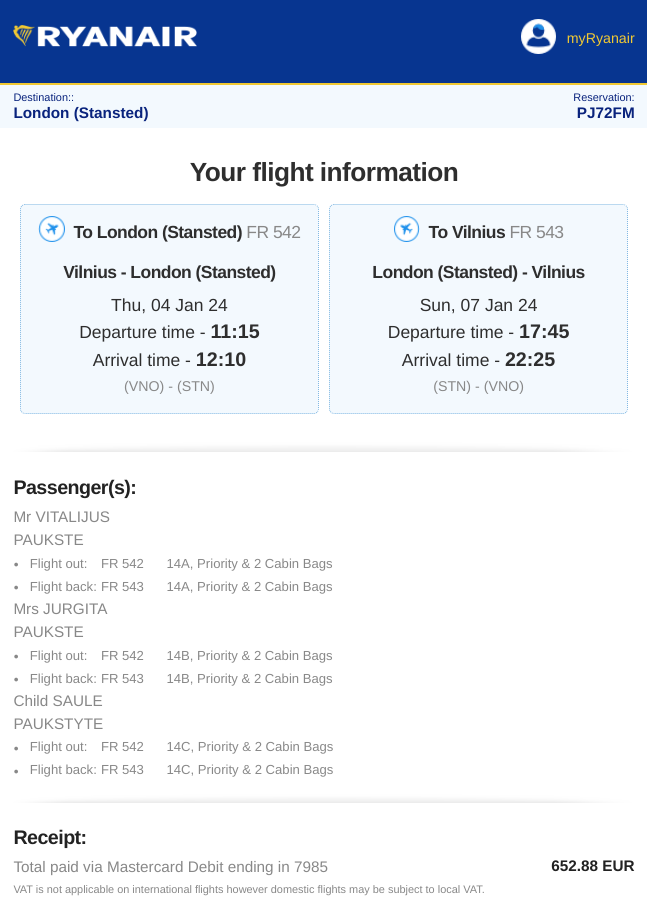 RYANAIR
myRyanair
Destination::
London (Stansted)
Reservation:
PJ72FM
Your flight information
To London (Stansted) FR 542
Vilnius - London (Stansted)
Thu, 04 Jan 24
Departure time - 11:15
Arrival time - 12:10
(VNO) - (STN)
To Vilnius FR 543
London (Stansted) - Vilnius
Sun, 07 Jan 24
Departure time - 17:45
Arrival time - 22:25
(STN) - (VNO)
Passenger(s):
Mr VITALIJUS
PAUKSTE
• Flight out: FR 542 14A, Priority & 2 Cabin Bags
• Flight back: FR 543 14A, Priority & 2 Cabin Bags
Mrs JURGITA
PAUKSTE
• Flight out: FR 542 14B, Priority & 2 Cabin Bags
• Flight back: FR 543 14B, Priority & 2 Cabin Bags
Child SAULE
PAUKSTYTE
• Flight out: FR 542 14C, Priority & 2 Cabin Bags
• Flight back: FR 543 14C, Priority & 2 Cabin Bags
Receipt:
Total paid via Mastercard Debit ending in 7985 652.88 EUR
VAT is not applicable on international flights however domestic flights may be subject to local VAT.